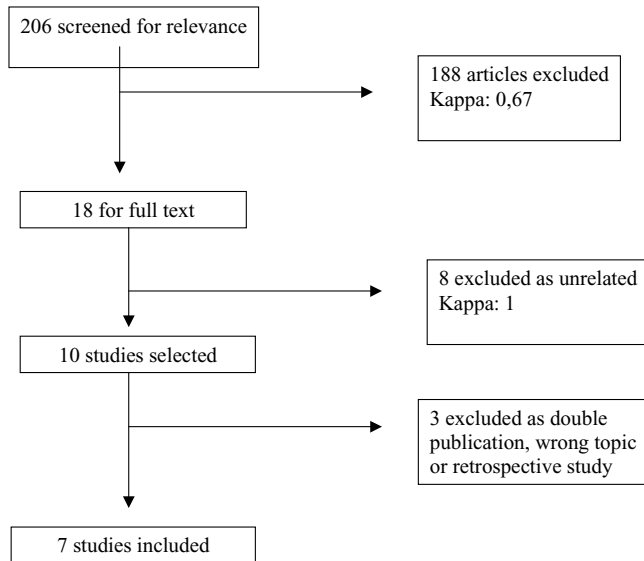 206 screened for relevance
188 articles excluded
Kappa: 0,67
18 for full text
8 excluded as unrelated
Kappa: 1
10 studies selected
3 excluded as double
publication, wrong topic
or retrospective study
7 studies included